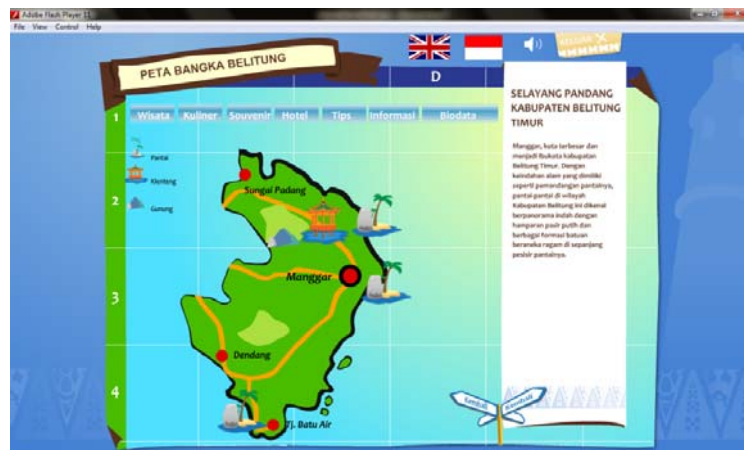 Adobe Flash Player 11
File View Control Help
PETA BANGKA BELITUNG
KELUAR X
D
1
Wisata Kuliner Souvenir Hotel Tips Informasi Biodata
Pantai
Klenteng
Gunung
2
3
4
Sungai Padang
Manggar
Dendang
Tj. Batu Air
SELAYANG PANDANG
KABUPATEN BELITUNG
TIMUR
Manggar, kota terbesar dan
menjadi ibukota kabupaten
Belitung Timur. Dengan
keindahan alam yang dimiliki
seperti pemandangan pantainya,
pantai-pantai di wilayah
Kabupaten Belitung ini dikenal
berpanorama indah dengan
hamparan pasir putih dan
berbagai formasi batuan
beraneka ragam di sepanjang
pesisir pantainya.
Kembali